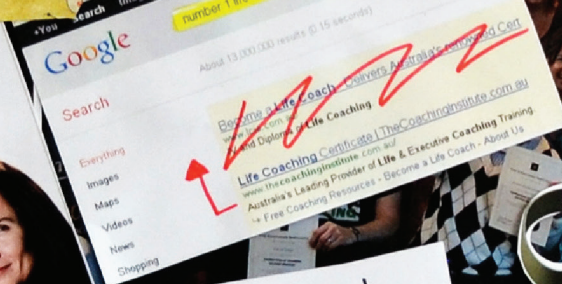 +You Search
number 1
Google
About 13,000,000 results (0.15 seconds)
Search
Become a Life Coach - Delivers Australia's renowned Cert
and Diploma of Life Coaching.
Everything
Life Coaching Certificate | TheCoachingInstitute.com.au
www.thecoachinginstitute.com.au/
Images
Australia's Leading Provider of Life & Executive Coaching Training.
Maps
Free Coaching Resources - Become a Life Coach - About Us
Videos
News
Shopping